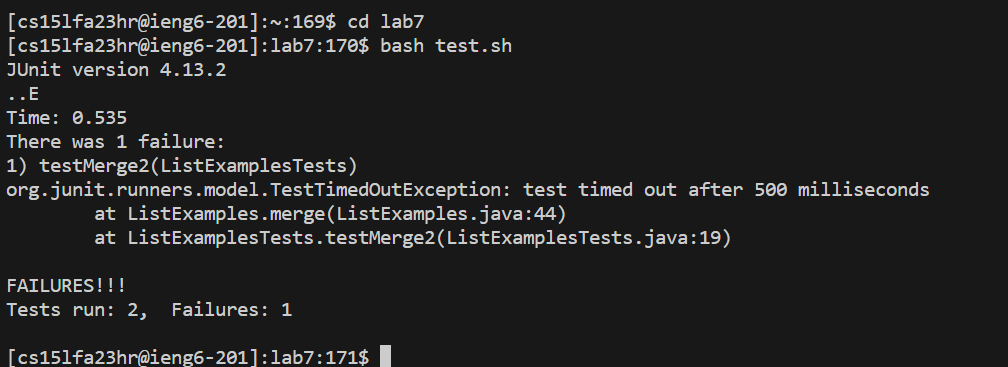 [cs15lfa23hr@ieng6-201]:~:169$ cd lab7
[cs15lfa23hr@ieng6-201]:lab7:170$ bash test.sh
JUnit version 4.13.2
..E
Time: 0.535
There was 1 failure:
1) testMerge2(ListExamplesTests)
org.junit.runners.model.TestTimedOutException: test timed out after 500 milliseconds
        at ListExamples.merge(ListExamples.java:44)
        at ListExamplesTests.testMerge2(ListExamplesTests.java:19)
FAILURES!!!
Tests run: 2,  Failures: 1
[cs15lfa23hr@ieng6-201]:lab7:171$